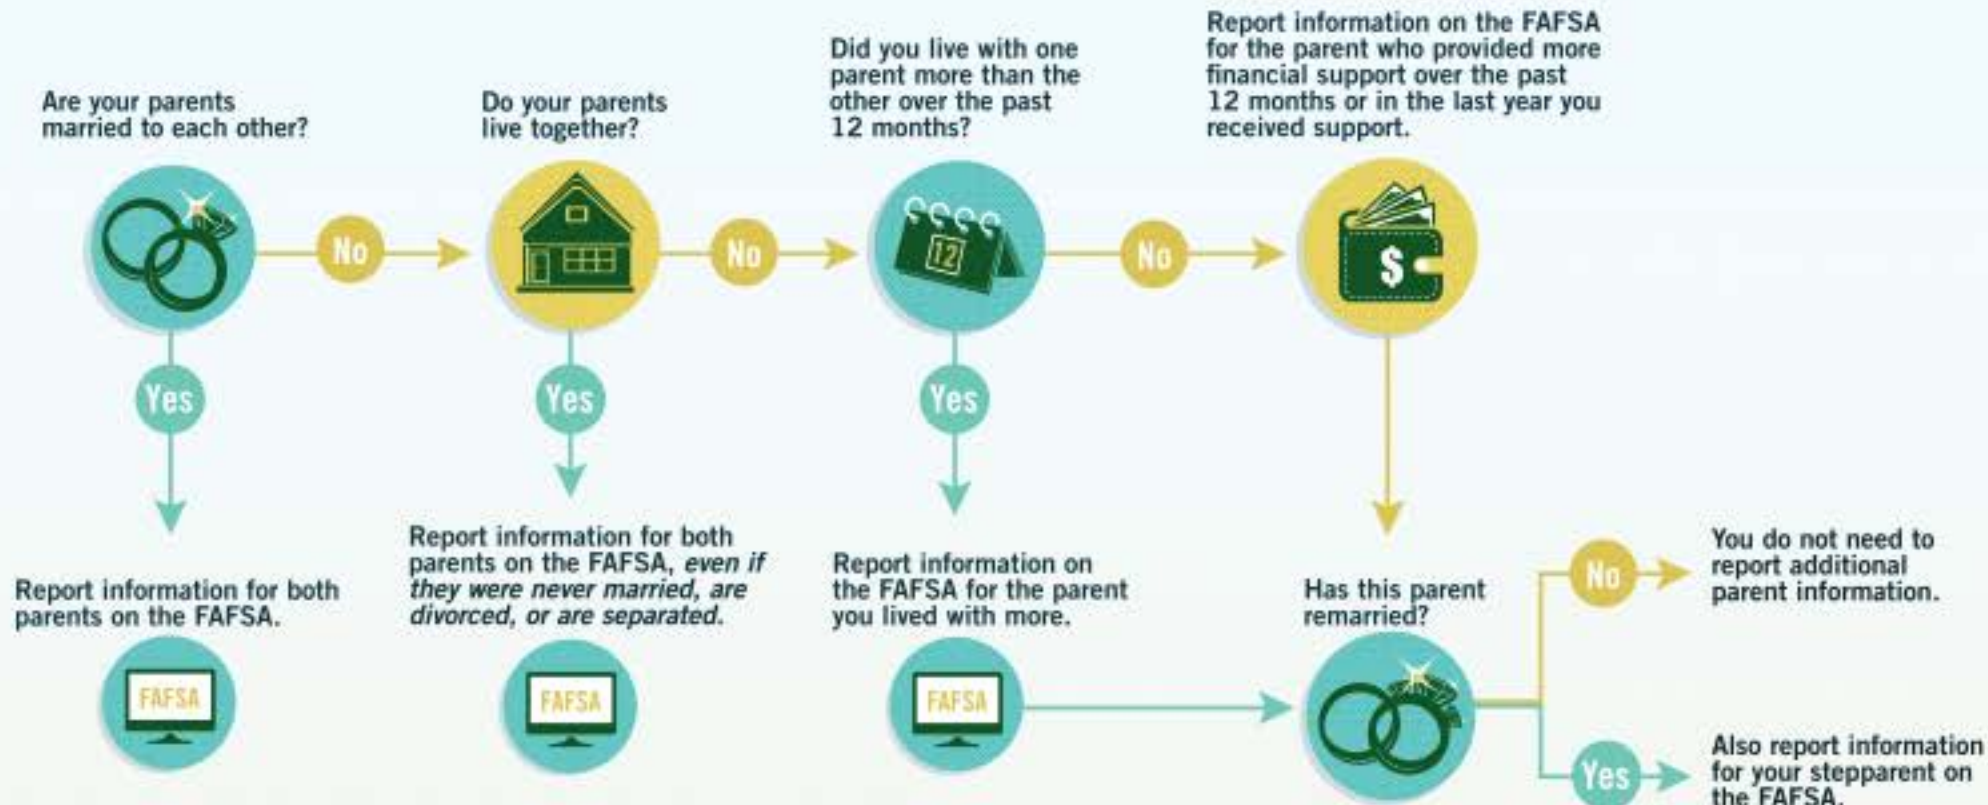 Are your parents
married to each other?
No
Yes
Report information for both
parents on the FAFSA.
FAFSA
Do your parents
live together?
No
Yes
Report information for both
parents on the FAFSA, even if
they were never married, are
divorced, or are separated.
FAFSA
Did you live with one
parent more than the
other over the past
12 months?
12
No
Yes
Report information on
the FAFSA for the parent
you lived with more.
FAFSA
Report information on the FAFSA
for the parent who provided more
financial support over the past
12 months or in the last year you
received support.
$
Has this parent
remarried?
No
You do not need to
report additional
parent information.
Yes
Also report information
for your stepparent on
the FAFSA.